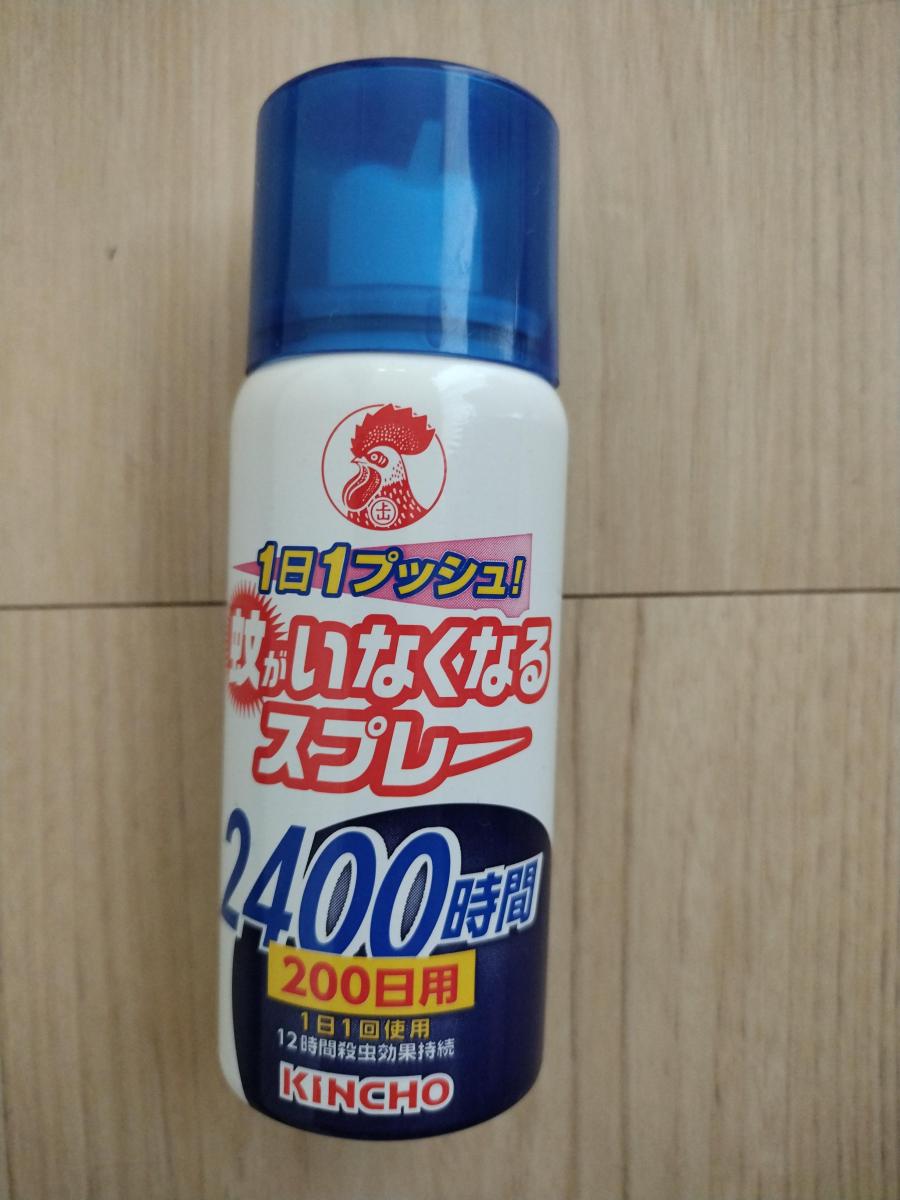 1日1プッシュ!
蚊がいなくなる
スプレー
2400時間
200日用
1日1回使用
12時間殺虫効果持続
KINCHO